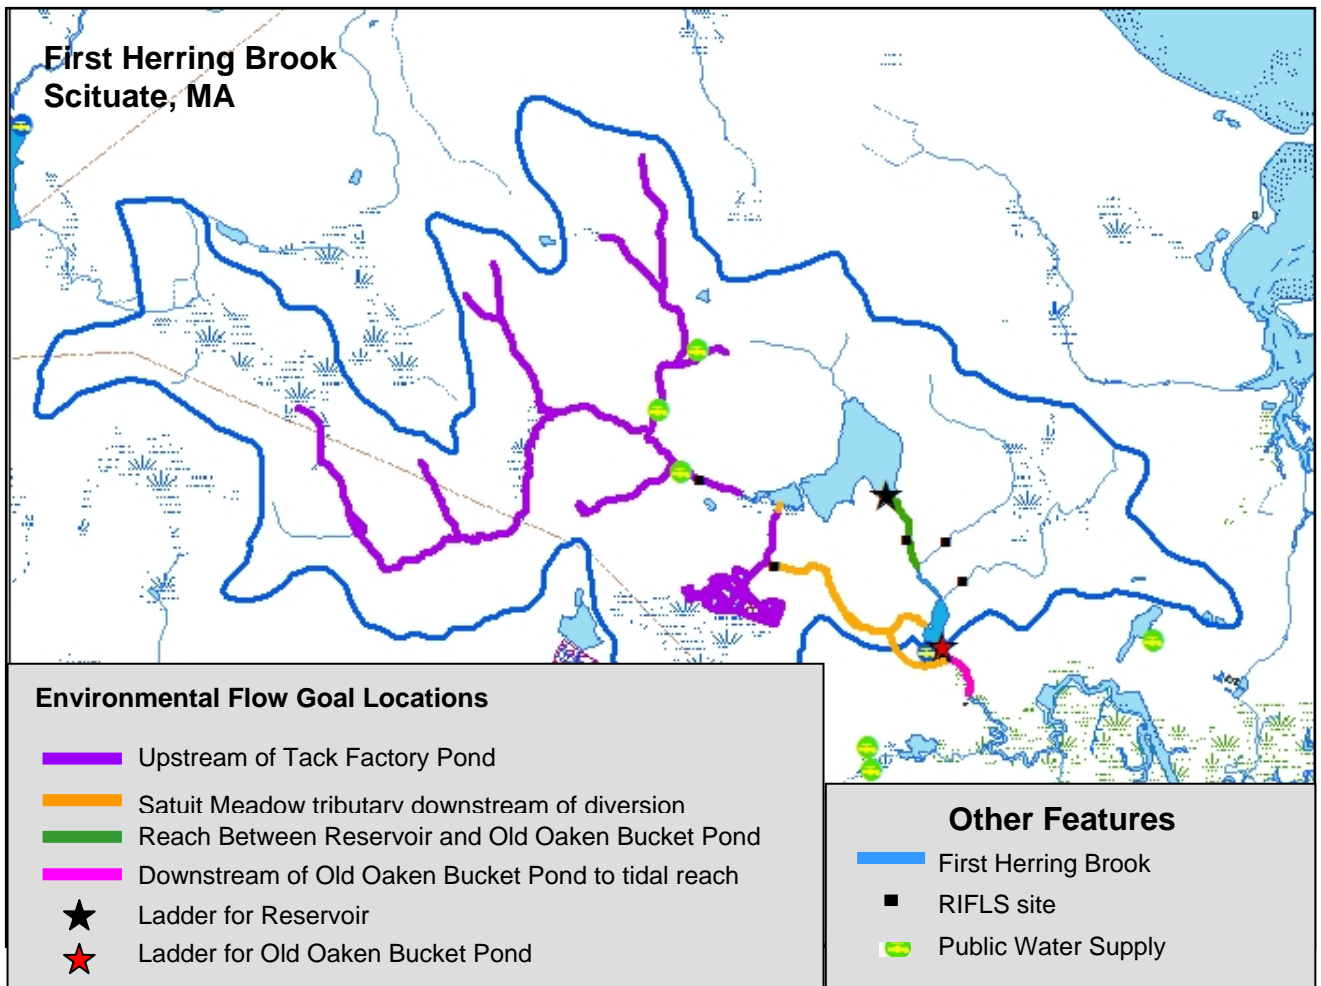 First Herring Brook
Scituate, MA
Environmental Flow Goal Locations
Upstream of Tack Factory Pond
Satuit Meadow tributary downstream of diversion
Reach Between Reservoir and Old Oaken Bucket Pond
Downstream of Old Oaken Bucket Pond to tidal reach
Ladder for Reservoir
Ladder for Old Oaken Bucket Pond
Other Features
First Herring Brook
RIFLS site
Public Water Supply